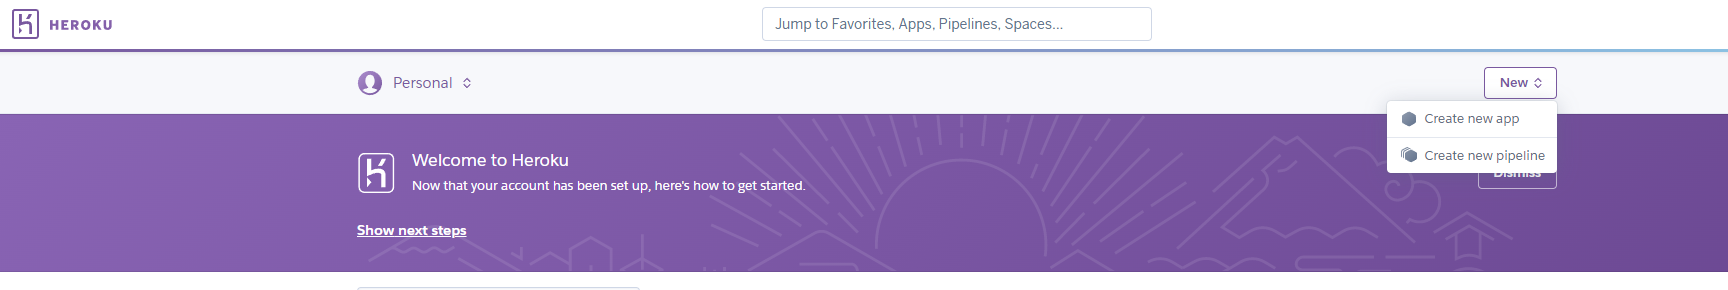 HEROKU
Jump to Favorites, Apps, Pipelines, Spaces...
Personal
New
Create new app
Create new pipeline
Welcome to Heroku
Now that your account has been set up, here's how to get started.
Dismiss
Show next steps